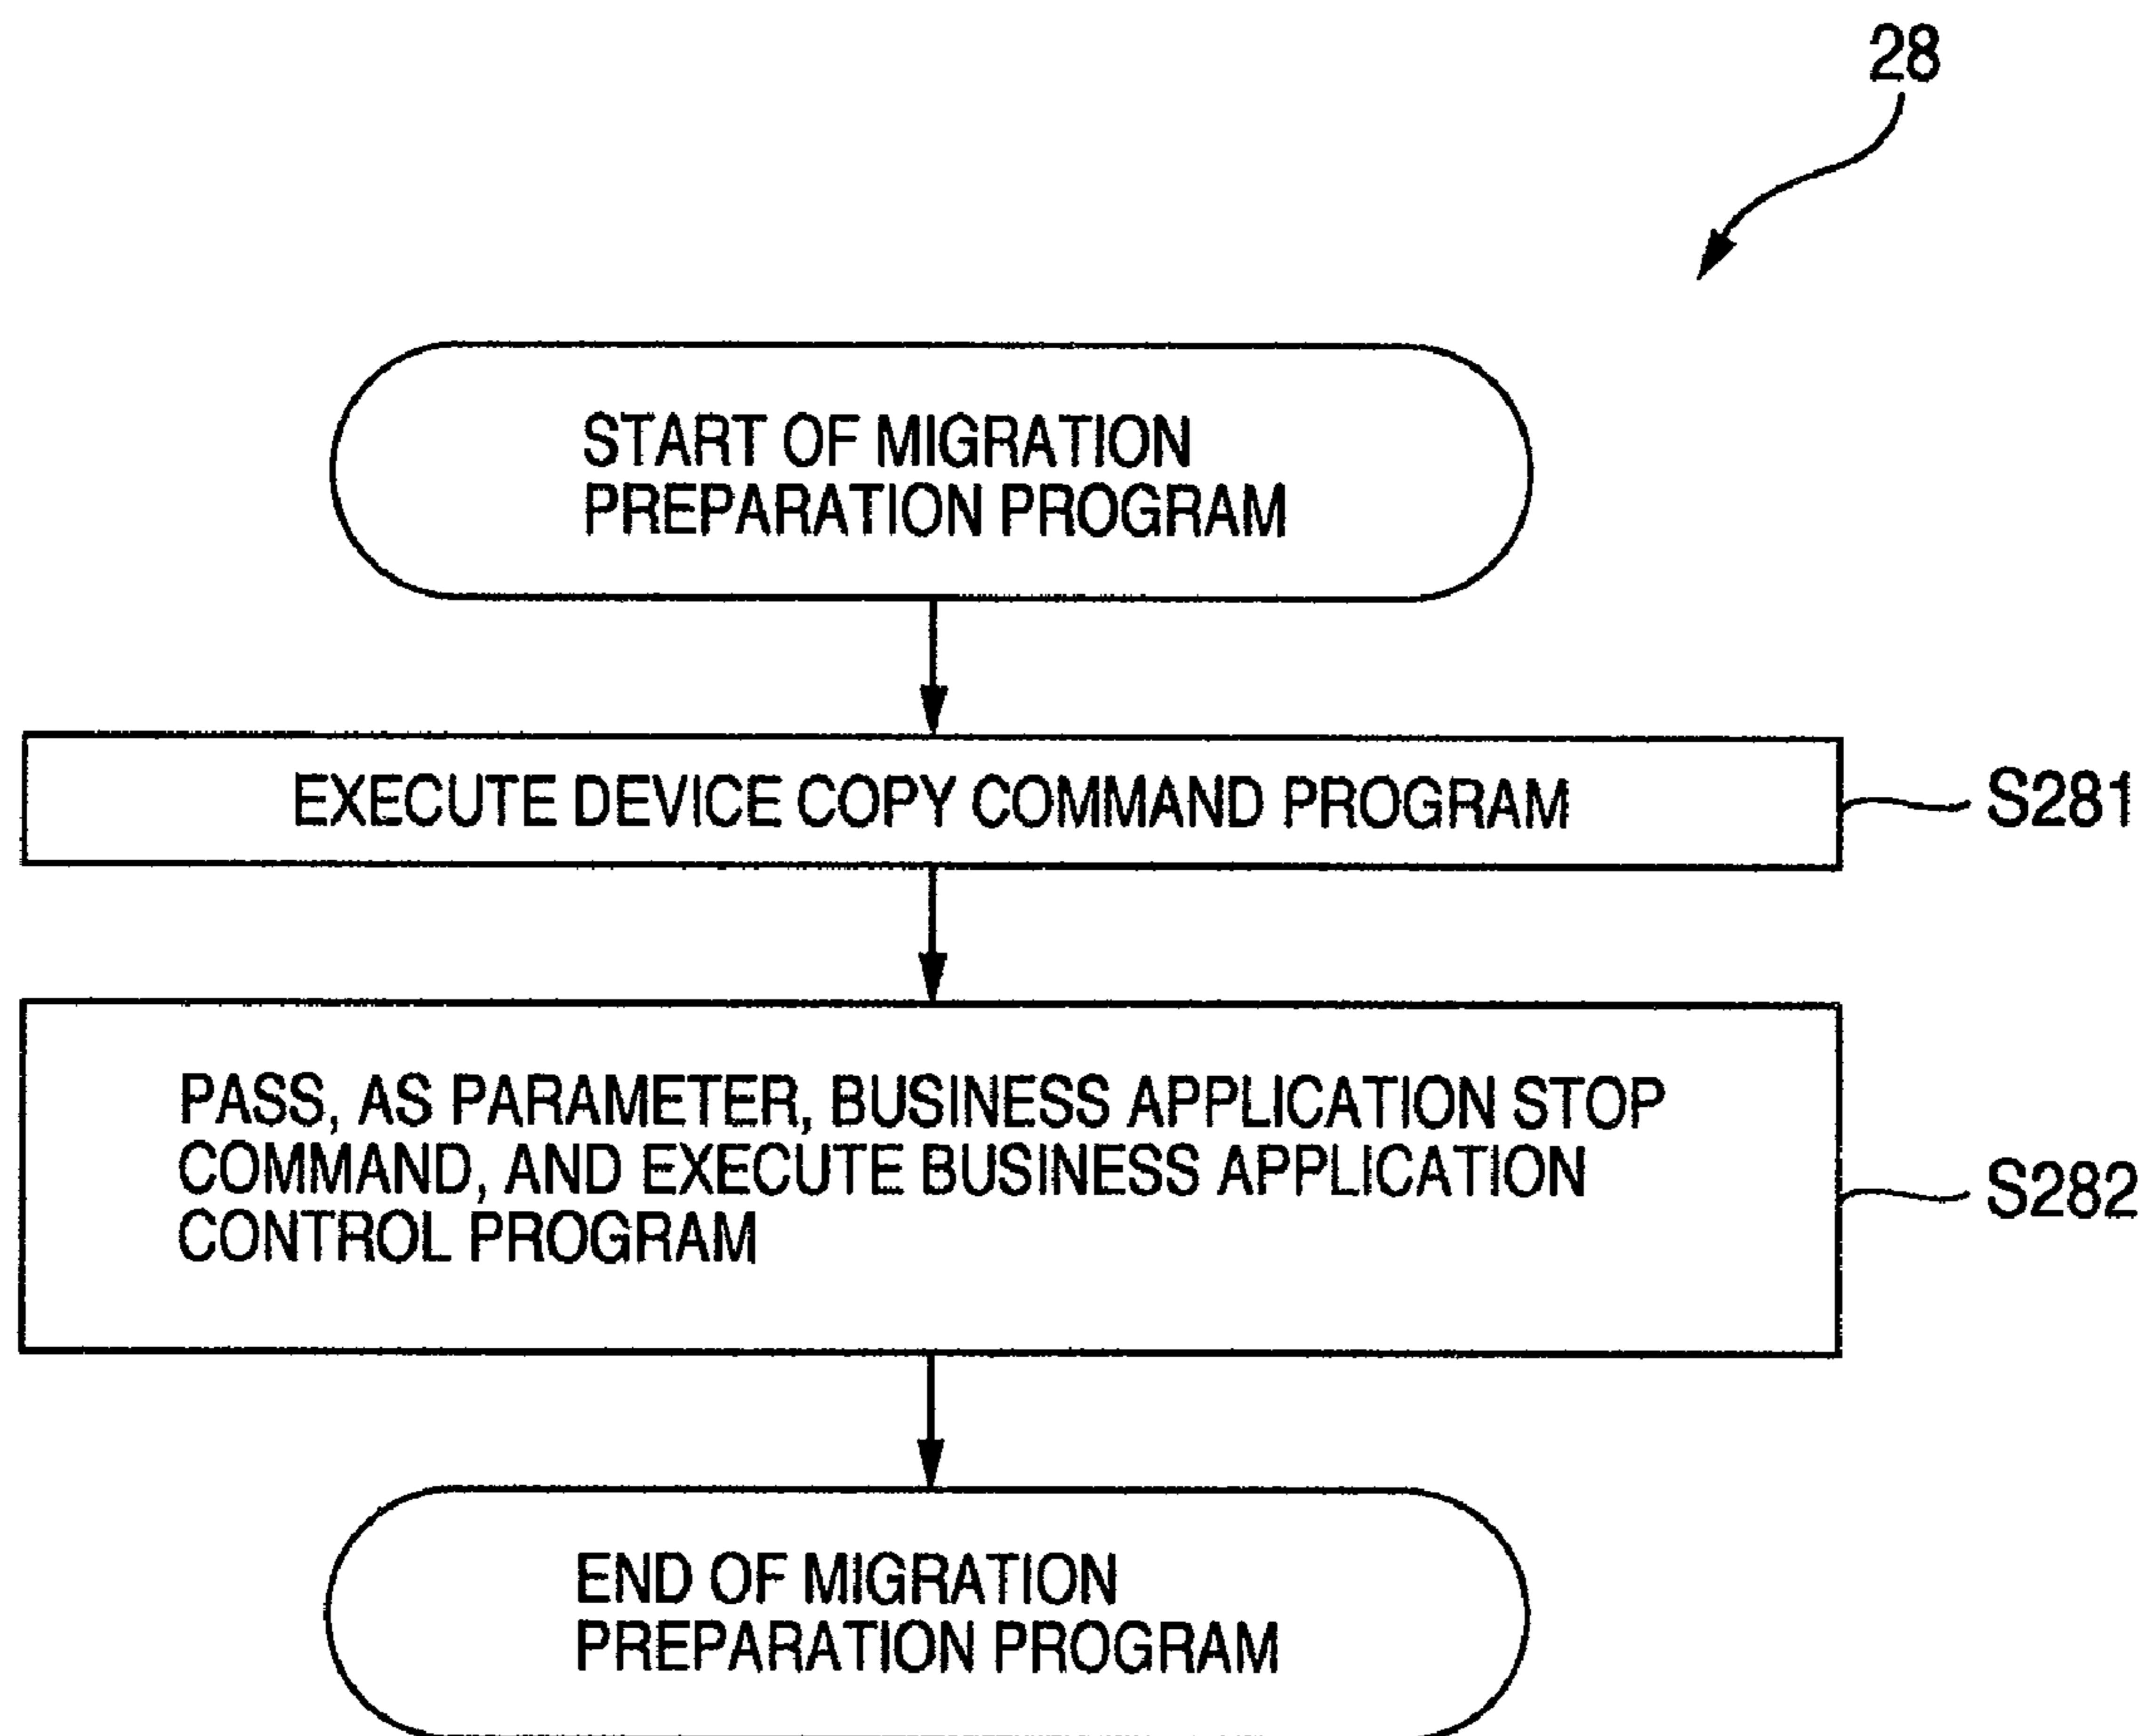 28
START OF MIGRATION
PREPARATION PROGRAM
EXECUTE DEVICE COPY COMMAND PROGRAM
S281
PASS, AS PARAMETER, BUSINESS APPLICATION STOP
COMMAND, AND EXECUTE BUSINESS APPLICATION
CONTROL PROGRAM
S282
END OF MIGRATION
PREPARATION PROGRAM